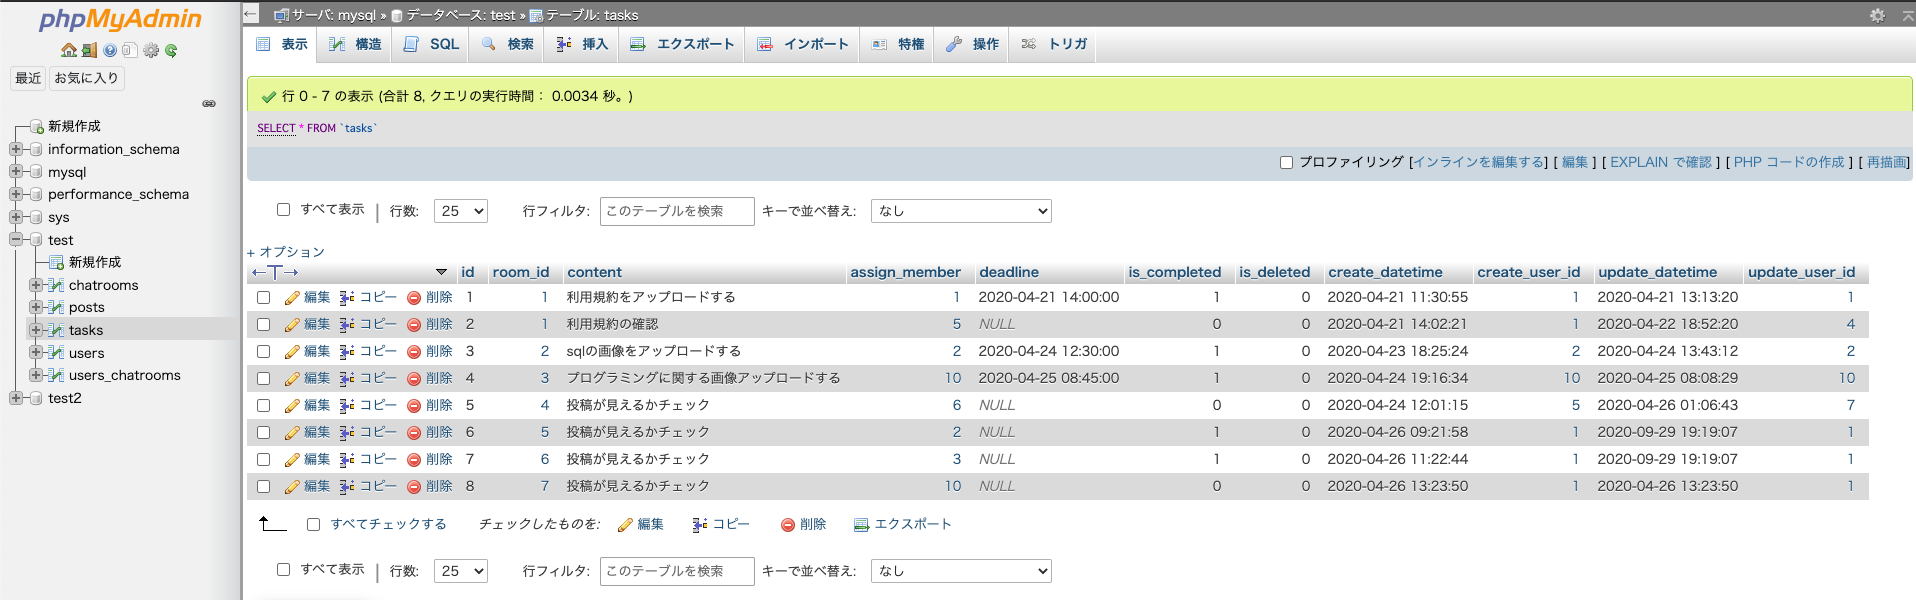 phpMyAdmin
最近 お気に入り
新規作成
information_schema
mysql
performance_schema
sys
test
新規作成
chatrooms
posts
tasks
users
users_chatrooms
test2
サーバ: mysql » データベース: test » テーブル: tasks
表示 構造 SQL 検索 挿入 エクスポート インポート 特権 操作 トリガ
行 0 - 7 の表示 (合計 8, クエリの実行時間： 0.0034 秒。)
SELECT * FROM `tasks`
プロファイリング [インラインを編集する] [ 編集 ] [ EXPLAIN で確認 ] [ PHP コードの作成 ] [ 再描画]
すべて表示 | 行数: 25 行フィルタ: このテーブルを検索 キーで並べ替え: なし
+ オプション
←T→ id room_id content assign_member deadline is_completed is_deleted create_datetime create_user_id update_datetime update_user_id
編集 コピー 削除 1 1 利用規約をアップロードする 1 2020-04-21 14:00:00 1 0 2020-04-21 11:30:55 1 2020-04-21 13:13:20 1
編集 コピー 削除 2 1 利用規約の確認 5 NULL 0 0 2020-04-21 14:02:21 1 2020-04-22 18:52:20 4
編集 コピー 削除 3 2 sqlの画像をアップロードする 2 2020-04-24 12:30:00 1 0 2020-04-23 18:25:24 2 2020-04-24 13:43:12 2
編集 コピー 削除 4 3 プログラミングに関する画像アップロードする 10 2020-04-25 08:45:00 1 0 2020-04-24 19:16:34 10 2020-04-25 08:08:29 10
編集 コピー 削除 5 4 投稿が見えるかチェック 6 NULL 0 0 2020-04-24 12:01:15 5 2020-04-26 01:06:43 7
編集 コピー 削除 6 5 投稿が見えるかチェック 2 NULL 1 0 2020-04-26 09:21:58 1 2020-09-29 19:19:07 1
編集 コピー 削除 7 6 投稿が見えるかチェック 3 NULL 1 0 2020-04-26 11:22:44 1 2020-09-29 19:19:07 1
編集 コピー 削除 8 7 投稿が見えるかチェック 10 NULL 0 0 2020-04-26 13:23:50 1 2020-04-26 13:23:50 1
すべてチェックする チェックしたものを: 編集 コピー 削除 エクスポート
すべて表示 | 行数: 25 行フィルタ: このテーブルを検索 キーで並べ替え: なし